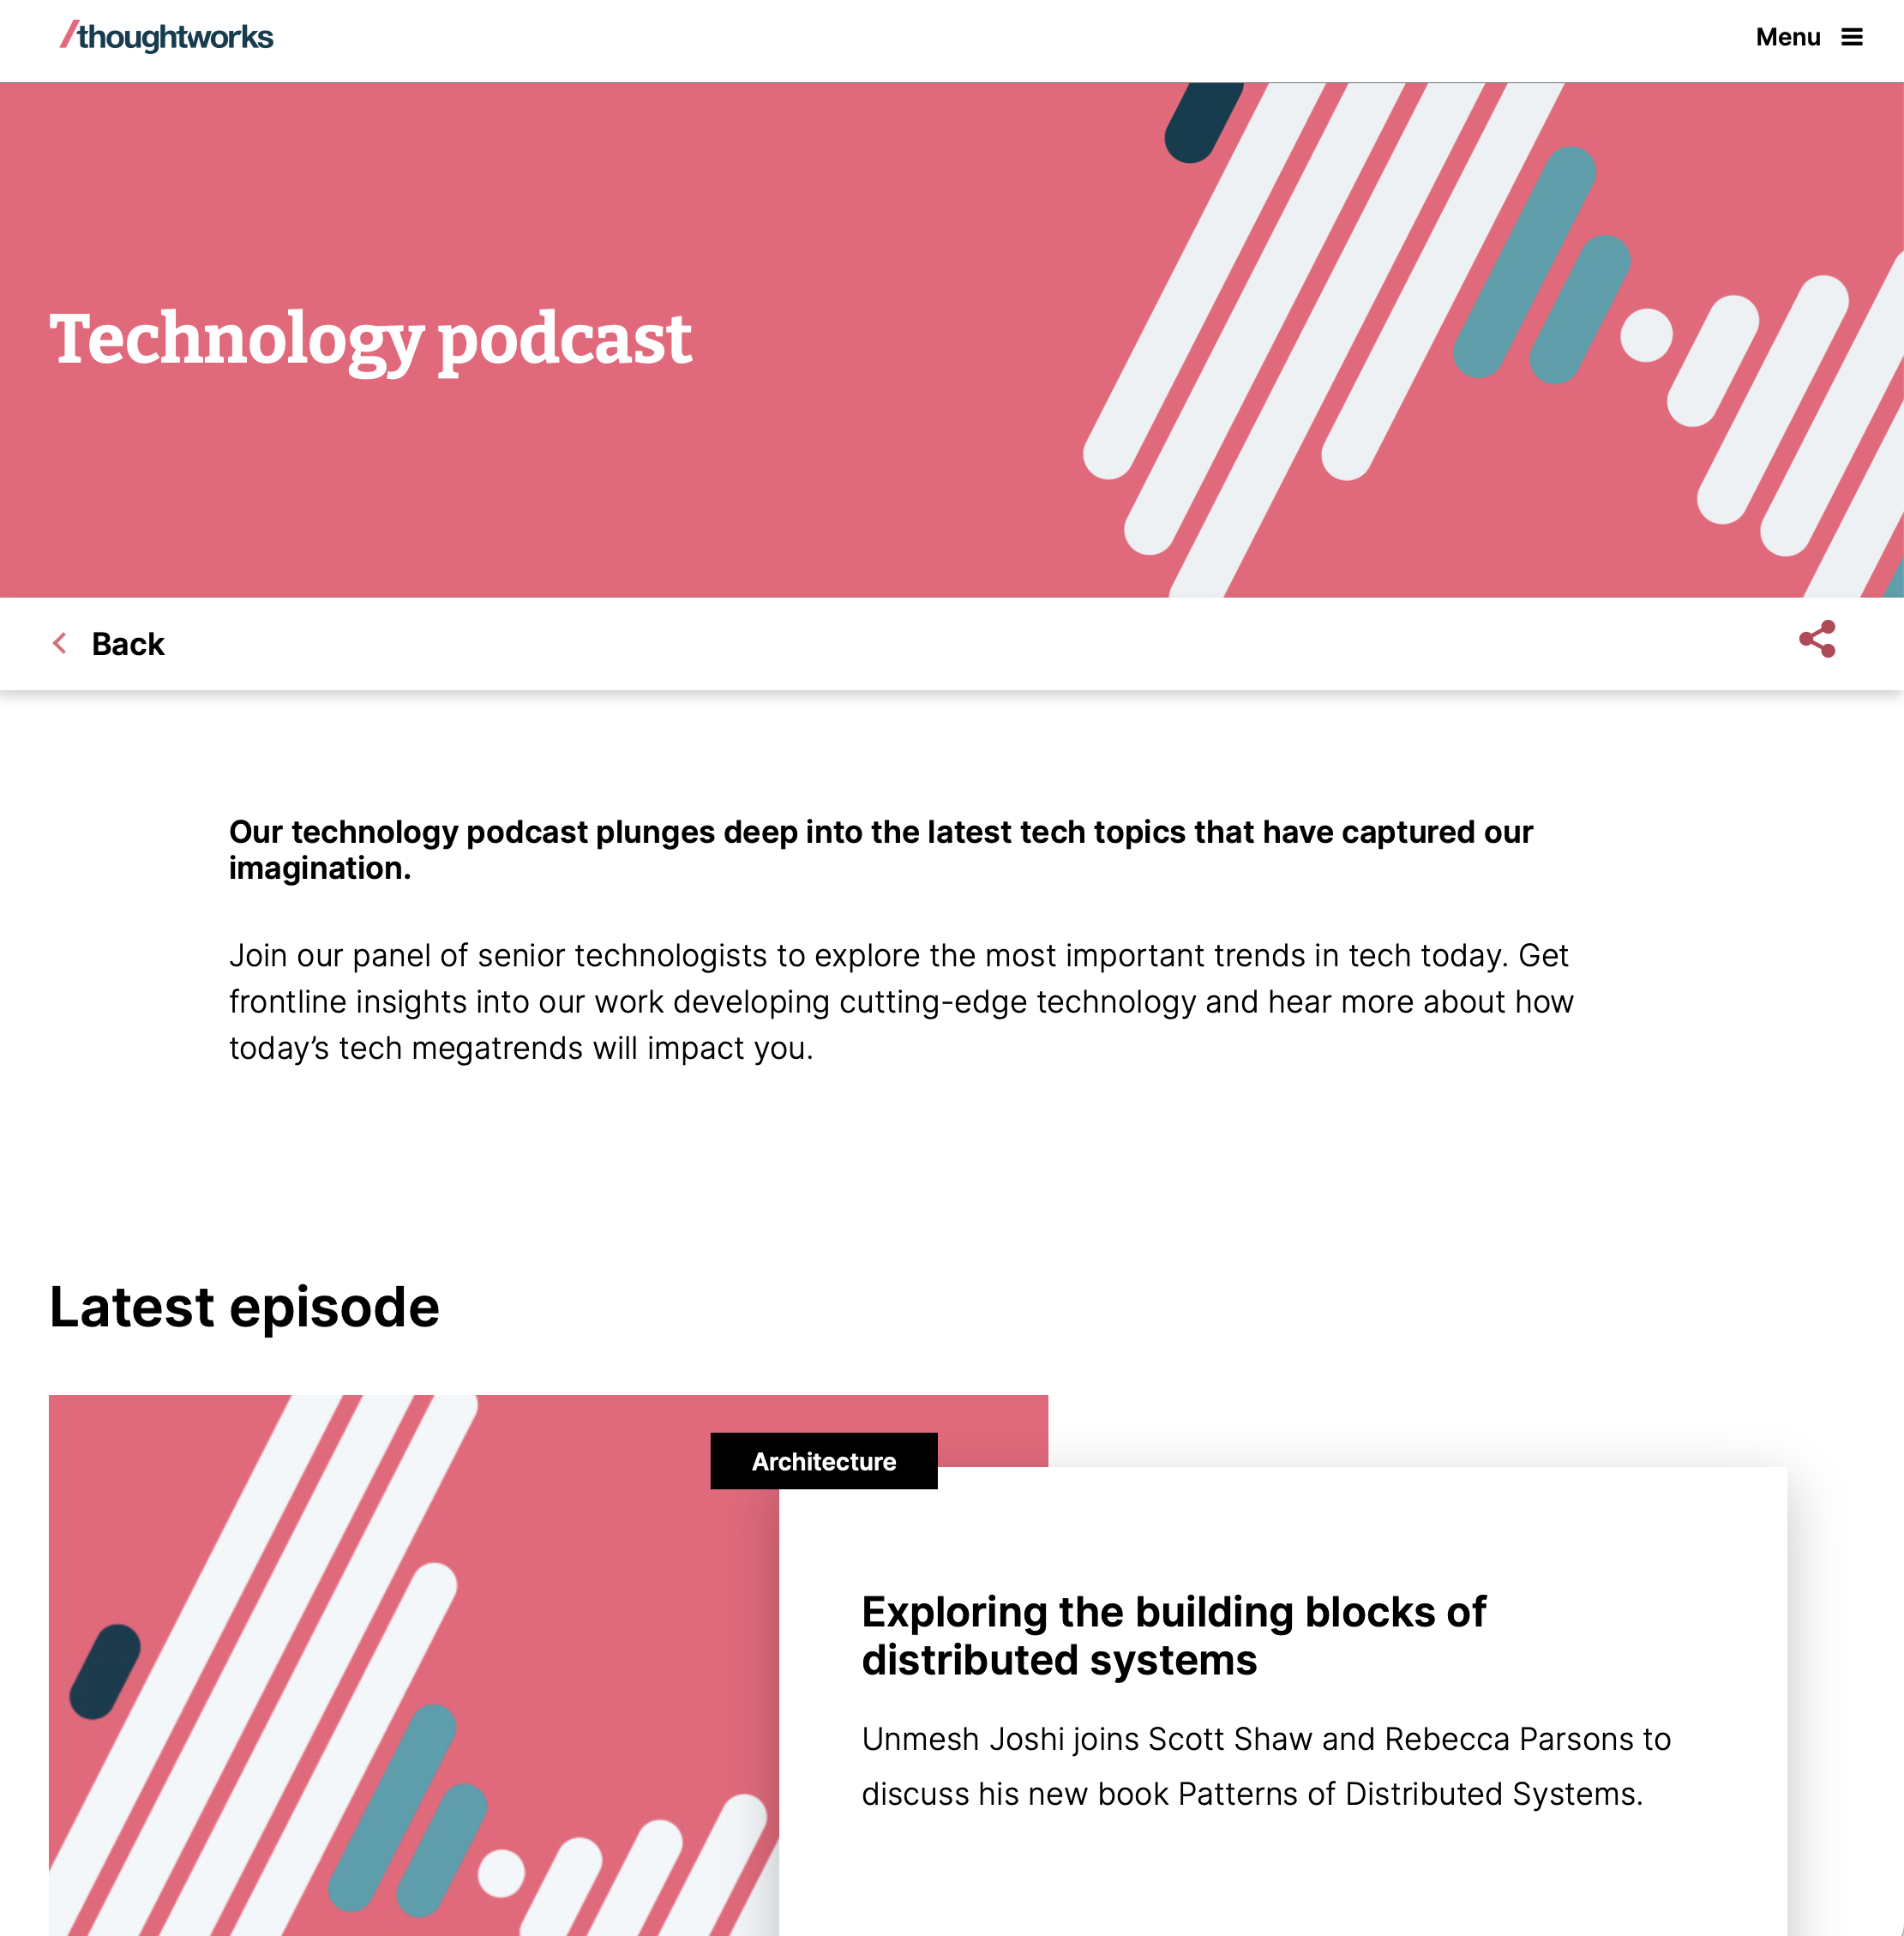 /thoughtworks
Menu
Technology podcast
Back
Our technology podcast plunges deep into the latest tech topics that have captured our
imagination.
Join our panel of senior technologists to explore the most important trends in tech today. Get
frontline insights into our work developing cutting-edge technology and hear more about how
today’s tech megatrends will impact you.
Latest episode
Architecture
Exploring the building blocks of
distributed systems
Unmesh Joshi joins Scott Shaw and Rebecca Parsons to
discuss his new book Patterns of Distributed Systems.